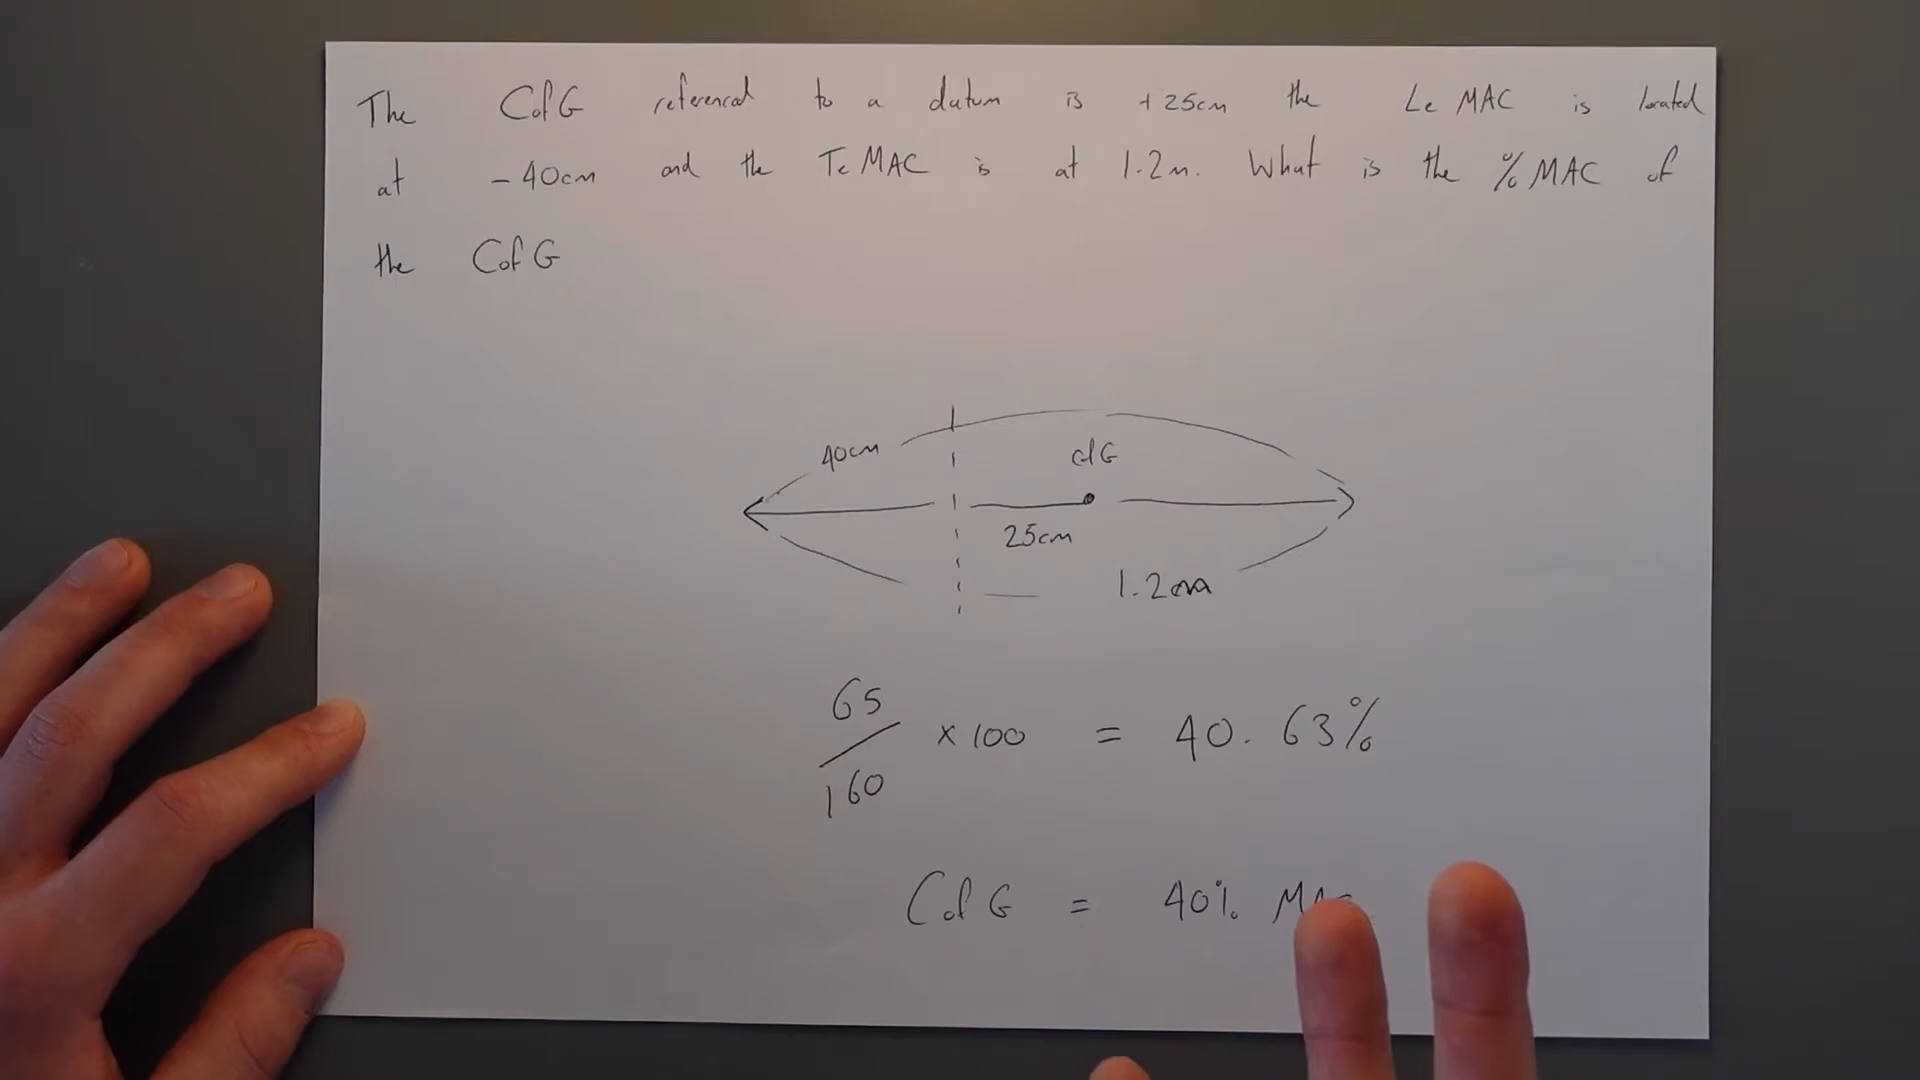 The CofG referenced to a datum is +25cm the Le MAC is located
at -40cm and the Te MAC is at 1.2m. What is the % MAC of
the CofG
40cm
CofG
25cm
1.2m
65
160
x 100 = 40.63%
CofG = 40%